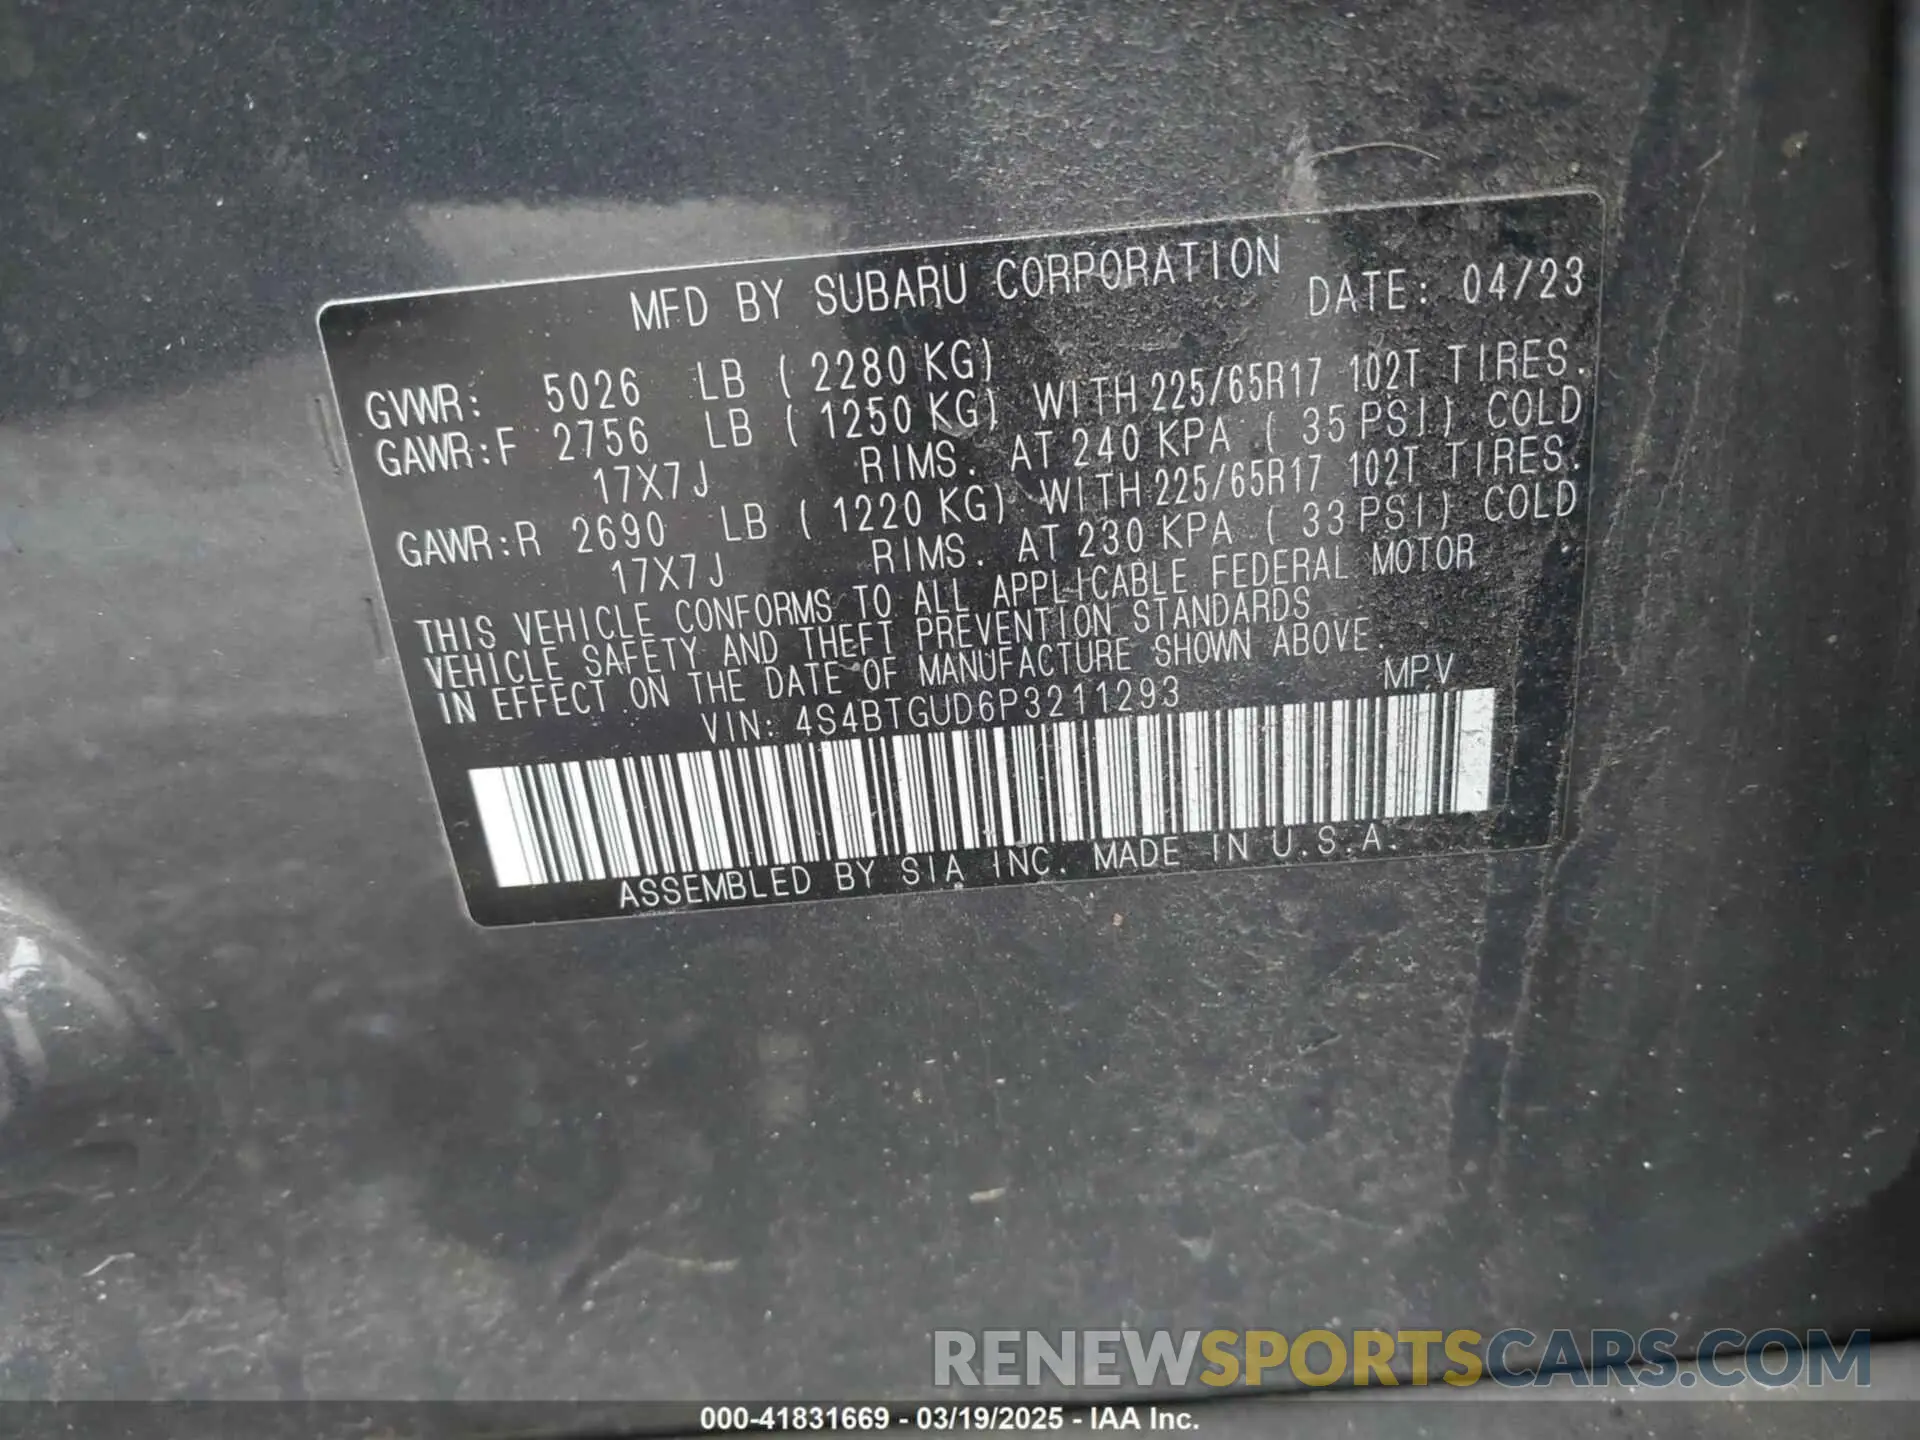 MFD BY SUBARU CORPORATION DATE: 04/23
GVWR: 5026 LB ( 2280 KG)
GAWR:F 2756 LB ( 1250 KG) WITH 225/65R17 102T TIRES.
17X7J RIMS. AT 240 KPA ( 35 PSI) COLD
GAWR:R 2690 LB ( 1220 KG) WITH 225/65R17 102T TIRES.
17X7J RIMS. AT 230 KPA ( 33 PSI) COLD
THIS VEHICLE CONFORMS TO ALL APPLICABLE FEDERAL MOTOR
VEHICLE SAFETY AND THEFT PREVENTION STANDARDS
IN EFFECT ON THE DATE OF MANUFACTURE SHOWN ABOVE.
VIN: 4S4BTGUD6P3211293 MPV
ASSEMBLED BY SIA INC. MADE IN U.S.A.
RENEWSPORTSCARS.COM
000-41831669 - 03/19/2025 - IAA Inc.